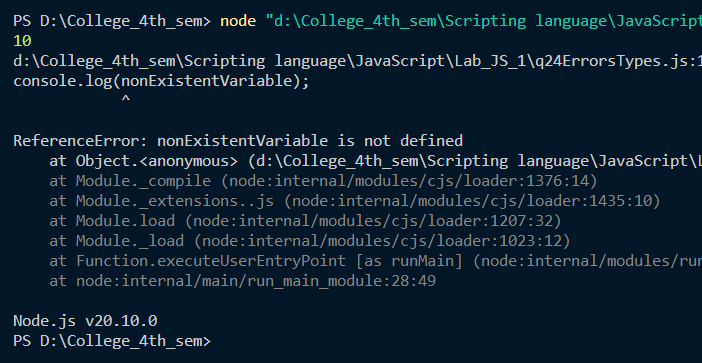 PS D:\College_4th_sem> node "d:\College_4th_sem\Scripting language\JavaScript
10
d:\College_4th_sem\Scripting language\JavaScript\Lab_JS_1\q24ErrorsTypes.js:1
console.log(nonExistentVariable);
^
ReferenceError: nonExistentVariable is not defined
at Object.<anonymous> (d:\College_4th_sem\Scripting language\JavaScript\L
at Module._compile (node:internal/modules/cjs/loader:1376:14)
at Module._extensions..js (node:internal/modules/cjs/loader:1435:10)
at Module.load (node:internal/modules/cjs/loader:1207:32)
at Module._load (node:internal/modules/cjs/loader:1023:12)
at Function.executeUserEntryPoint [as runMain] (node:internal/modules/run
at node:internal/main/run_main_module:28:49
Node.js v20.10.0
PS D:\College_4th_sem>